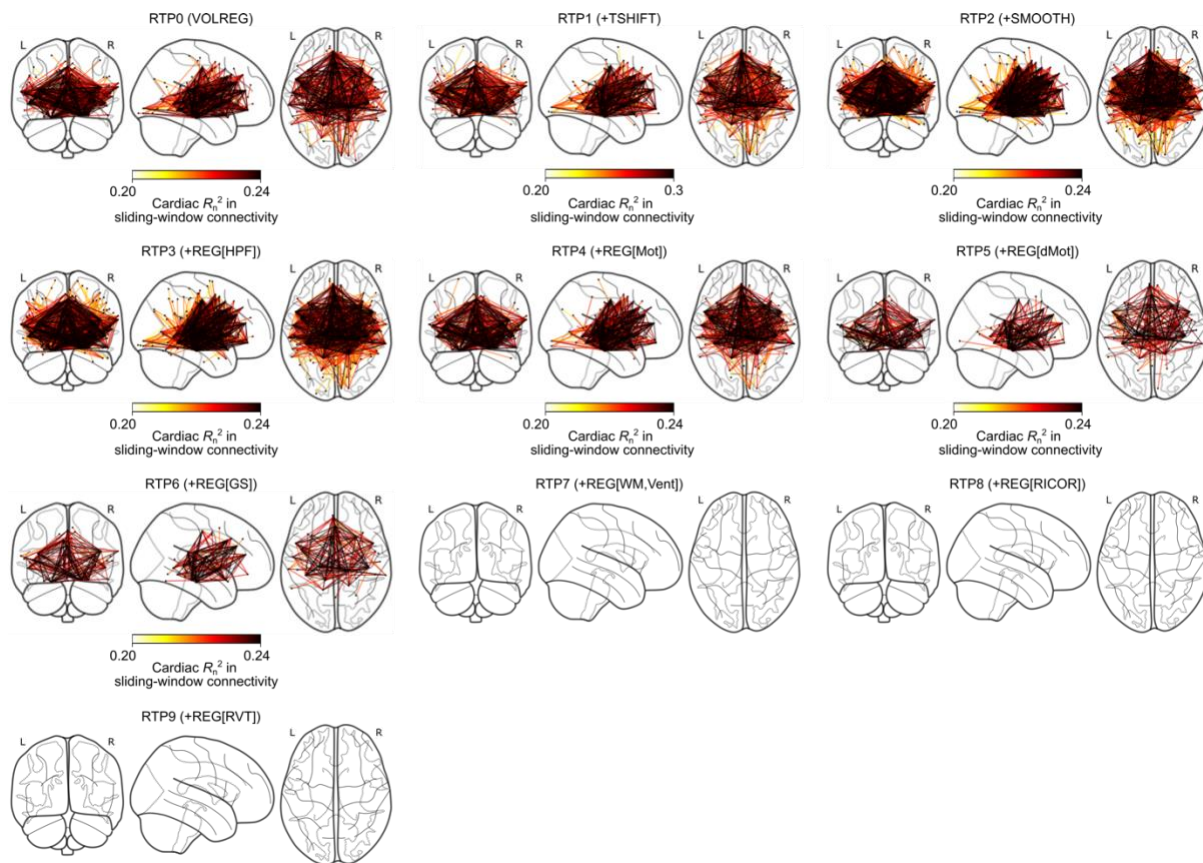 RTP0 (VOLREG)
L R
0.20 0.24
Cardiac Rn² in
sliding-window connectivity
RTP1 (+TSHIFT)
L R
0.20 0.3
Cardiac Rn² in
sliding-window connectivity
RTP2 (+SMOOTH)
L R
0.20 0.24
Cardiac Rn² in
sliding-window connectivity
RTP3 (+REG[HPF])
L R
0.20 0.24
Cardiac Rn² in
sliding-window connectivity
RTP4 (+REG[Mot])
L R
0.20 0.24
Cardiac Rn² in
sliding-window connectivity
RTP5 (+REG[dMot])
L R
0.20 0.24
Cardiac Rn² in
sliding-window connectivity
RTP6 (+REG[GS])
L R
0.20 0.24
Cardiac Rn² in
sliding-window connectivity
RTP7 (+REG[WM,Vent])
L R
RTP8 (+REG[RICOR])
L R
RTP9 (+REG[RVT])
L R